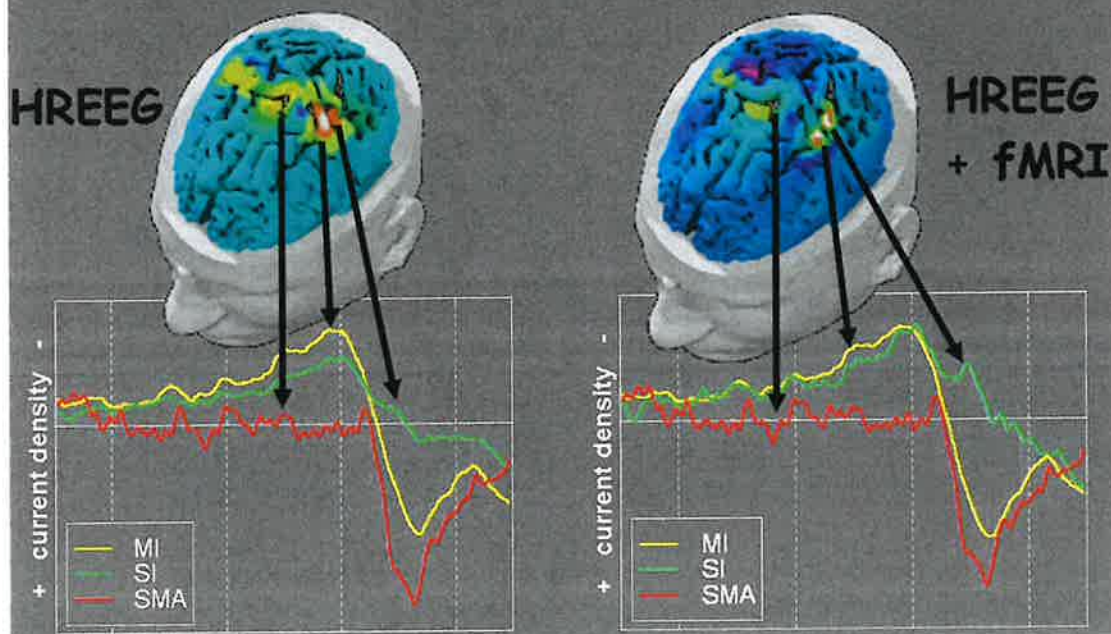 HREEG
HREEG
+ fMRI
+ current density -
MI
SI
SMA
+ current density -
MI
SI
SMA